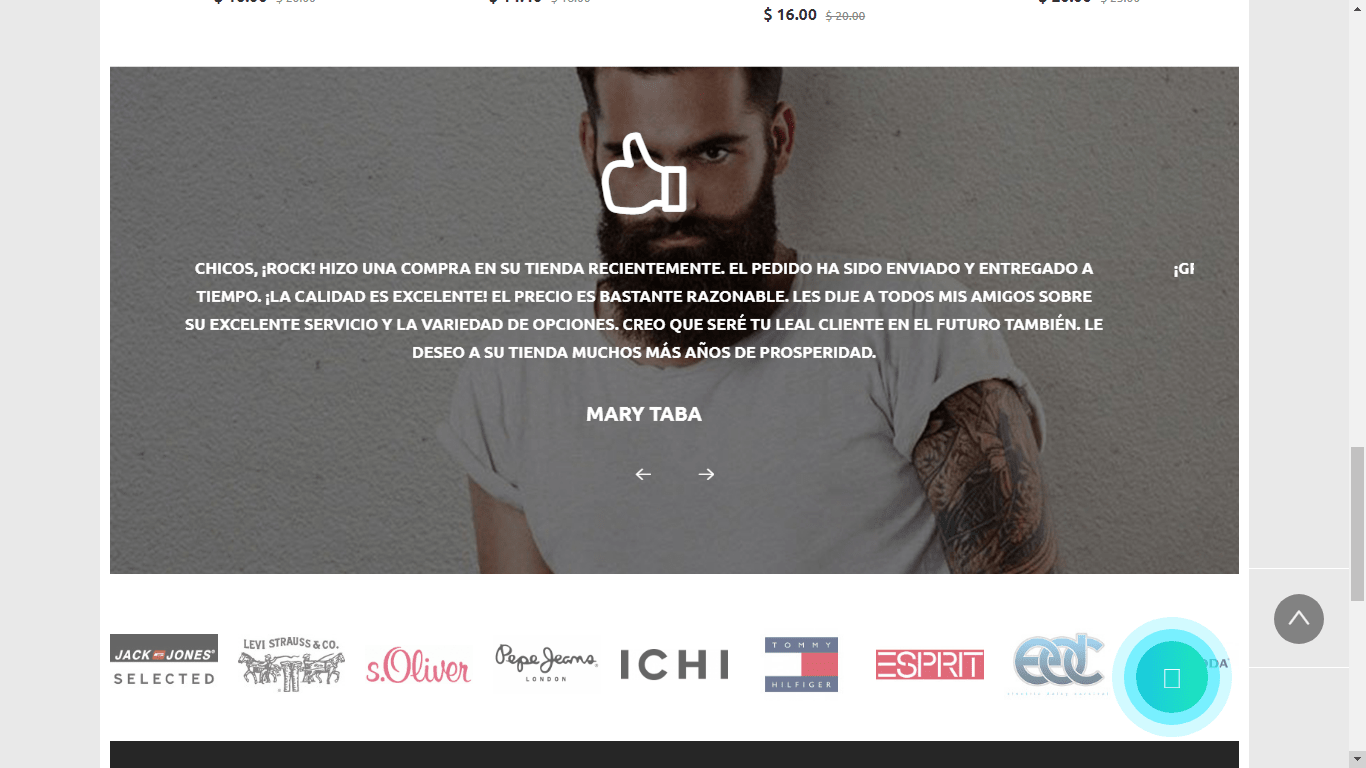 $ 16.00 $ 20.00
CHICOS, ¡ROCK! HIZO UNA COMPRA EN SU TIENDA RECIENTEMENTE. EL PEDIDO HA SIDO ENVIADO Y ENTREGADO A
TIEMPO. ¡LA CALIDAD ES EXCELENTE! EL PRECIO ES BASTANTE RAZONABLE. LES DIJE A TODOS MIS AMIGOS SOBRE
SU EXCELENTE SERVICIO Y LA VARIEDAD DE OPCIONES. CREO QUE SERÉ TU LEAL CLIENTE EN EL FUTURO TAMBIÉN. LE
DESEO A SU TIENDA MUCHOS MÁS AÑOS DE PROSPERIDAD.
MARY TABA
JACK & JONES®
SELECTED
LEVI STRAUSS & CO.
s.Oliver
Pepe Jeans
LONDON
ICHI
TOMMY
HILFIGER
ESPRIT
edc